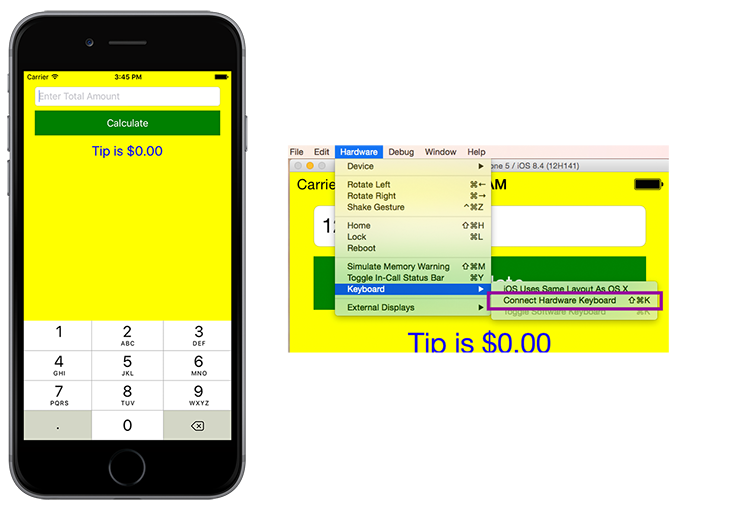 Carrier 3:45 PM
Enter Total Amount
Calculate
Tip is $0.00
1 2 3
ABC DEF
4 5 6
GHI JKL MNO
7 8 9
PQRS TUV WXYZ
. 0
File Edit Hardware Debug Window Help
Device ne 5 / iOS 8.4 (12H141)
Carrie AM
Rotate Left ⌘←
Rotate Right ⌘→
Shake Gesture ^⌘Z
Home ⇧⌘H
Lock ⌘L
Reboot
Simulate Memory Warning ⇧⌘M
Toggle In-Call Status Bar ⌘Y
Keyboard
iOS Uses Same Layout As OS X
Connect Hardware Keyboard ⇧⌘K
External Displays
Toggle Software Keyboard ⌘K
Tip is $0.00